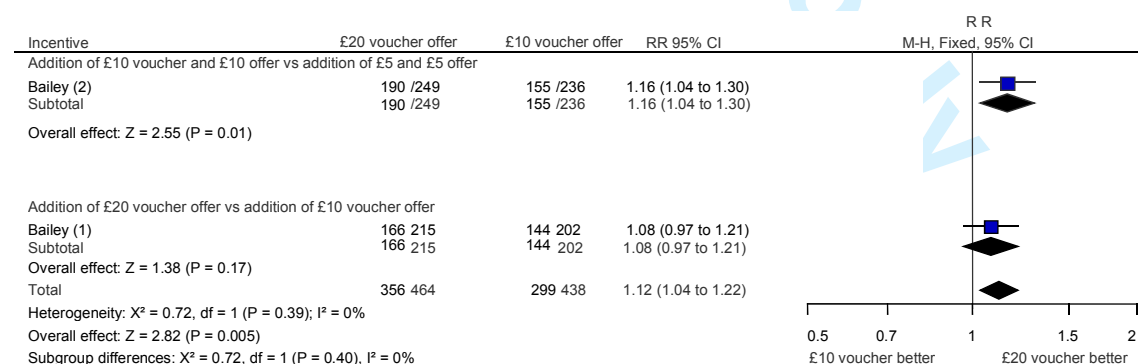 R R
Incentive £20 voucher offer £10 voucher offer RR 95% CI M-H, Fixed, 95% CI
Addition of £10 voucher and £10 offer vs addition of £5 and £5 offer
Bailey (2) 190 /249 155 /236 1.16 (1.04 to 1.30)
Subtotal 190 /249 155 /236 1.16 (1.04 to 1.30)
Overall effect: Z = 2.55 (P = 0.01)
Addition of £20 voucher offer vs addition of £10 voucher offer
Bailey (1) 166 215 144 202 1.08 (0.97 to 1.21)
Subtotal 166 215 144 202 1.08 (0.97 to 1.21)
Overall effect: Z = 1.38 (P = 0.17)
Total 356 464 299 438 1.12 (1.04 to 1.22)
Heterogeneity: X² = 0.72, df = 1 (P = 0.39); I² = 0%
Overall effect: Z = 2.82 (P = 0.005)
0.5 0.7 1 1.5 2
Subgroup differences: X² = 0.72, df = 1 (P = 0.40), I² = 0%
£10 voucher better £20 voucher better